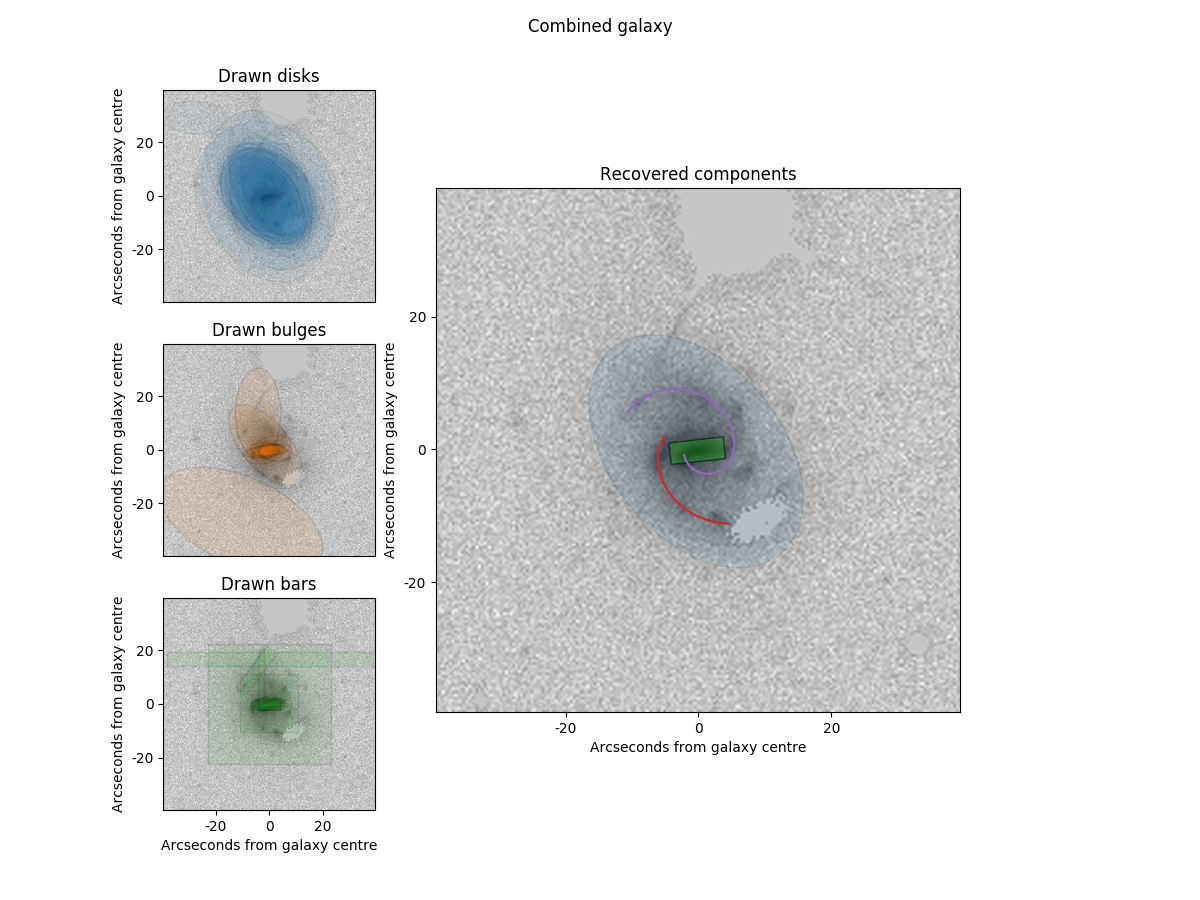 Combined galaxy
Drawn disks
Arcseconds from galaxy centre
20
0
-20
Drawn bulges
Arcseconds from galaxy centre
20
0
-20
Drawn bars
Arcseconds from galaxy centre
20
0
-20
-20 0 20
Arcseconds from galaxy centre
Recovered components
Arcseconds from galaxy centre
20
0
-20
-20 0 20
Arcseconds from galaxy centre